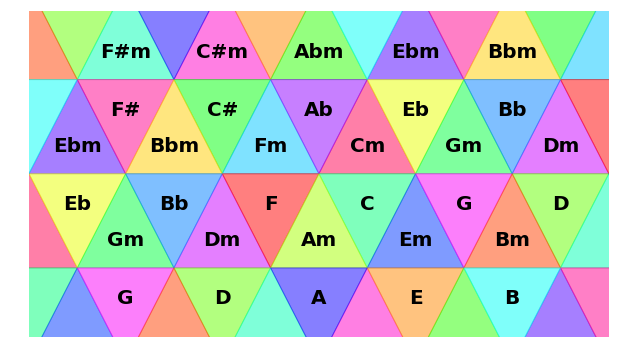 F#m C#m Abm Ebm Bbm
F# C# Ab Eb Bb
Ebm Bbm Fm Cm Gm Dm
Eb Bb F C G D
Gm Dm Am Em Bm
G D A E B